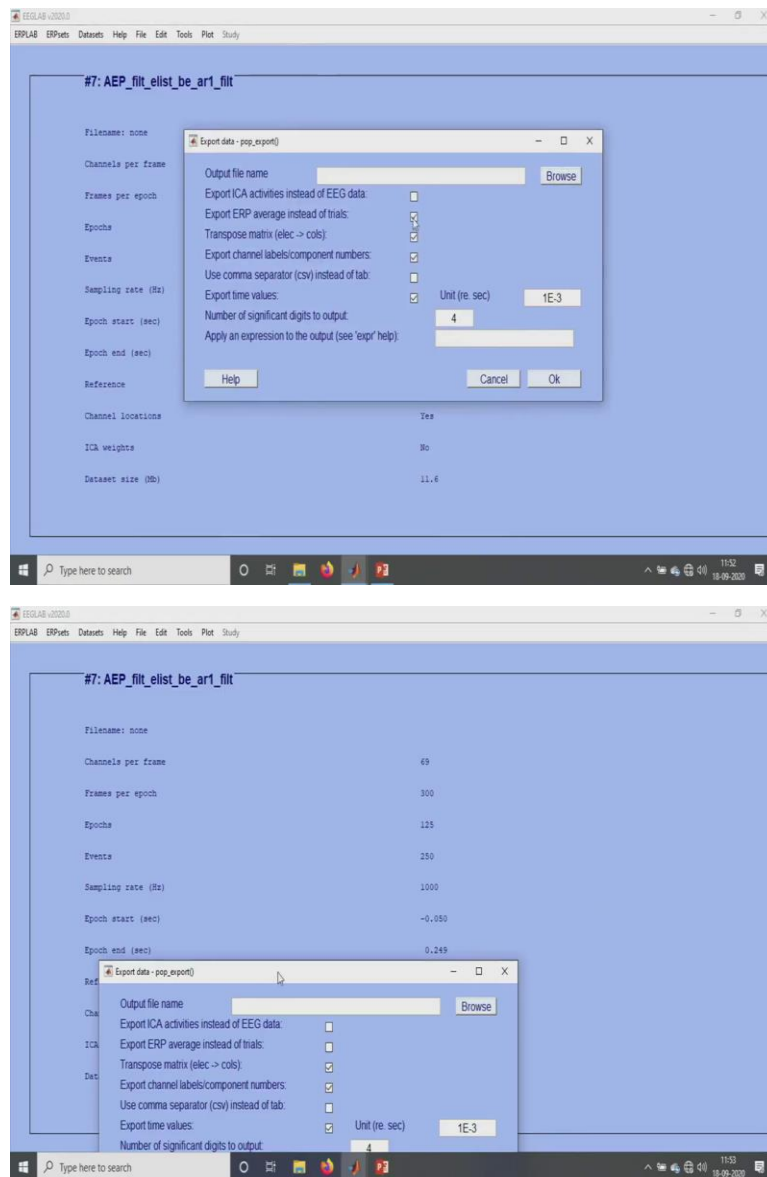 EEGLAB v2020.0
ERPLAB ERPsets Datasets Help File Edit Tools Plot Study
#7: AEP_filt_elist_be_ar1_filt
Filename: none
Export data - pop_export()
Channels per frame
Output file name Browse
Export ICA activities instead of EEG data:
Frames per epoch
Export ERP average instead of trials:
Epochs
Transpose matrix (elec -> cols):
Export channel labels/component numbers:
Events
Use comma separator (csv) instead of tab:
Sampling rate (Hz)
Export time values: Unit (re. sec) 1E-3
Number of significant digits to output: 4
Epoch start (sec)
Apply an expression to the output (see 'expr' help):
Epoch end (sec)
Help Cancel Ok
Reference
Channel locations Yes
ICA weights No
Dataset size (Mb) 11.6
Type here to search
11:52
18-09-2020
EEGLAB v2020.0
ERPLAB ERPsets Datasets Help File Edit Tools Plot Study
#7: AEP_filt_elist_be_ar1_filt
Filename: none
Channels per frame 69
Frames per epoch 300
Epochs 125
Events 250
Sampling rate (Hz) 1000
Epoch start (sec) -0.050
Epoch end (sec) 0.249
Export data - pop_export()
Ref
Output file name Browse
Cha
Export ICA activities instead of EEG data:
Export ERP average instead of trials:
ICA
Transpose matrix (elec -> cols):
Dat
Export channel labels/component numbers:
Use comma separator (csv) instead of tab:
Export time values: Unit (re. sec) 1E-3
Number of significant digits to output: 4
Type here to search
11:53
18-09-2020